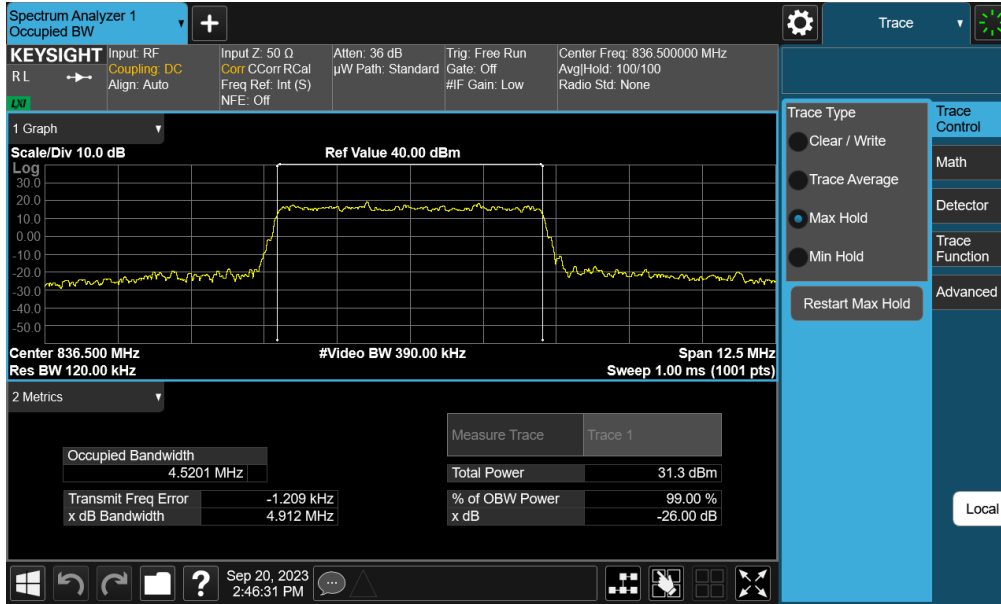 Spectrum Analyzer 1
Occupied BW
Trace
KEYSIGHT
RL
LXI
Input: RF
Coupling: DC
Align: Auto
Input Z: 50 Ω
Corr CCorr RCal
Freq Ref: Int (S)
NFE: Off
Atten: 36 dB
µW Path: Standard
Trig: Free Run
Gate: Off
#IF Gain: Low
Center Freq: 836.500000 MHz
Avg|Hold: 100/100
Radio Std: None
1 Graph
Scale/Div 10.0 dB
Ref Value 40.00 dBm
Log
30.0
20.0
10.0
0.00
-10.0
-20.0
-30.0
-40.0
-50.0
Center 836.500 MHz
#Video BW 390.00 kHz
Span 12.5 MHz
Res BW 120.00 kHz
Sweep 1.00 ms (1001 pts)
2 Metrics
Measure Trace
Trace 1
Occupied Bandwidth
4.5201 MHz
Total Power
31.3 dBm
Transmit Freq Error
-1.209 kHz
% of OBW Power
99.00 %
x dB Bandwidth
4.912 MHz
x dB
-26.00 dB
Trace Type
Clear / Write
Trace Average
Max Hold
Min Hold
Restart Max Hold
Trace
Control
Math
Detector
Trace
Function
Advanced
Local
?
Sep 20, 2023
2:46:31 PM